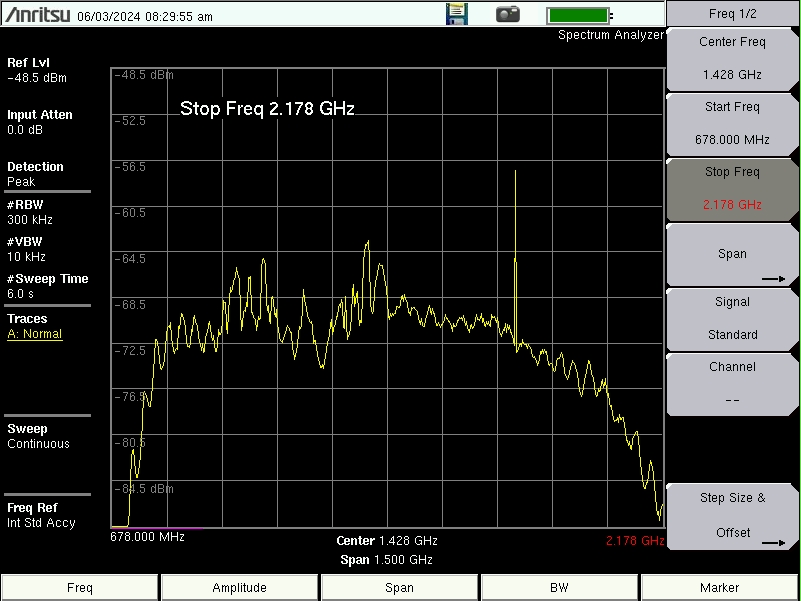 Anritsu 06/03/2024 08:29:55 am
Freq 1/2
Spectrum Analyzer
Ref Lvl
-48.5 dBm
Input Atten
0.0 dB
Detection
Peak
#RBW
300 kHz
#VBW
10 kHz
#Sweep Time
6.0 s
Traces
A: Normal
Sweep
Continuous
Freq Ref
Int Std Accy
-48.5 dBm
Stop Freq 2.178 GHz
-52.5
-56.5
-60.5
-64.5
-68.5
-72.5
-76.5
-80.5
-84.5 dBm
678.000 MHz
Center 1.428 GHz
2.178 GHz
Span 1.500 GHz
Center Freq
1.428 GHz
Start Freq
678.000 MHz
Stop Freq
2.178 GHz
Span
Signal
Standard
Channel
--
Step Size &
Offset
Freq
Amplitude
Span
BW
Marker